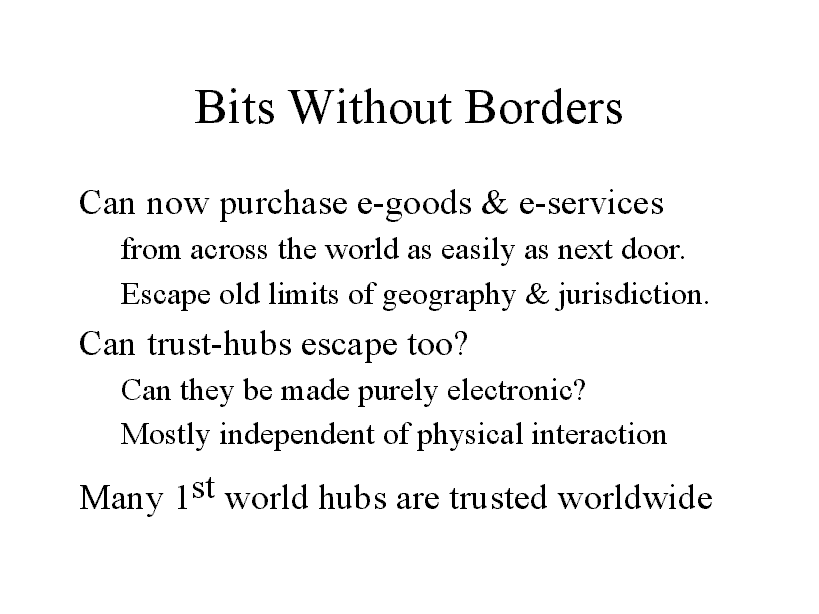 Bits Without Borders
Can now purchase e-goods & e-services
from across the world as easily as next door.
Escape old limits of geography & jurisdiction.
Can trust-hubs escape too?
Can they be made purely electronic?
Mostly independent of physical interaction
Many 1st world hubs are trusted worldwide